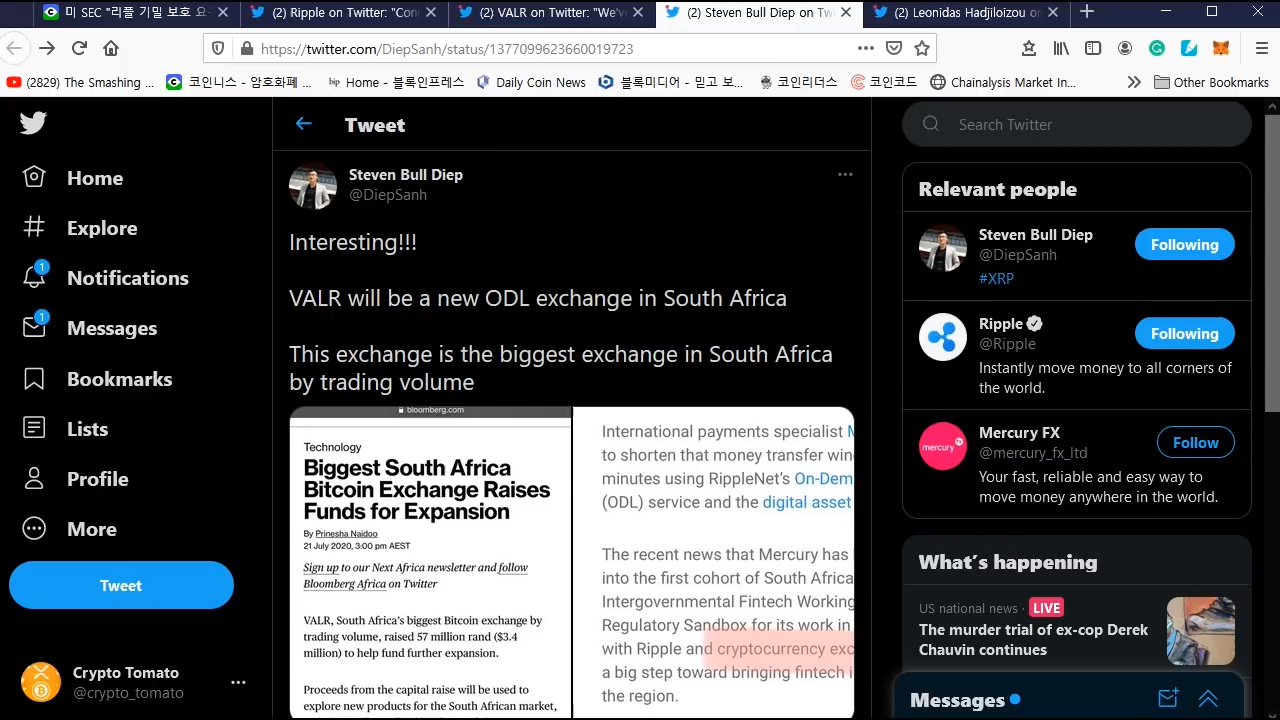 미 SEC "리플 기밀 보호 요
(2) Ripple on Twitter: "Con
(2) VALR on Twitter: "We'v
(2) Steven Bull Diep on Tw
(2) Leonidas Hadjiloizou on
https://twitter.com/DiepSanh/status/1377099623660019723
(2829) The Smashing ...
코인니스 - 암호화폐 ...
bip Home - 블록인프레스
Daily Coin News
블록미디어 - 믿고 보...
코인리더스
코인코드
Chainalysis Market In...
Other Bookmarks
Home
Explore
1
Notifications
1
Messages
Bookmarks
Lists
Profile
More
Tweet
Crypto Tomato
@crypto_tomato
Tweet
Steven Bull Diep
@DiepSanh
Interesting!!!
VALR will be a new ODL exchange in South Africa
This exchange is the biggest exchange in South Africa
by trading volume
bloomberg.com
Technology
Biggest South Africa
Bitcoin Exchange Raises
Funds for Expansion
By Prinesha Naidoo
21 July 2020, 3:00 pm AEST
Sign up to our Next Africa newsletter and follow
Bloomberg Africa on Twitter
VALR, South Africa's biggest Bitcoin exchange by
trading volume, raised 57 million rand ($3.4
million) to help fund further expansion.
Proceeds from the capital raise will be used to
explore new products for the South African market,
International payments specialist M
to shorten that money transfer win
minutes using RippleNet's On-Dem
(ODL) service and the digital asset
The recent news that Mercury has
into the first cohort of South Africa
Intergovernmental Fintech Working
Regulatory Sandbox for its work in
with Ripple and cryptocurrency exc
a big step toward bringing fintech i
the region.
Search Twitter
Relevant people
Steven Bull Diep
@DiepSanh
Following
#XRP
Ripple
@Ripple
Following
Instantly move money to all corners of
the world.
mercury fx
Mercury FX
@mercury_fx_ltd
Follow
Your fast, reliable and easy way to
move money anywhere in the world.
What's happening
US national news · LIVE
The murder trial of ex-cop Derek
Chauvin continues
Messages